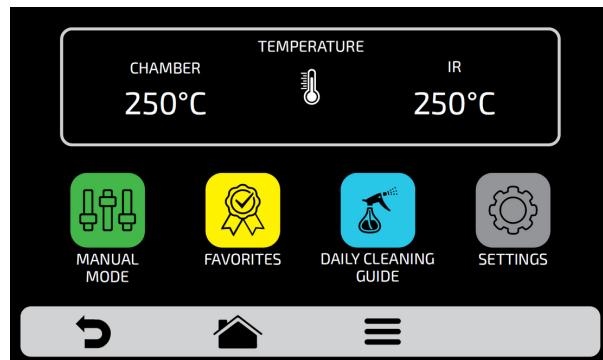 TEMPERATURE
CHAMBER
IR
250°C
250°C
MANUAL
MODE
FAVORITES
DAILY CLEANING
GUIDE
SETTINGS